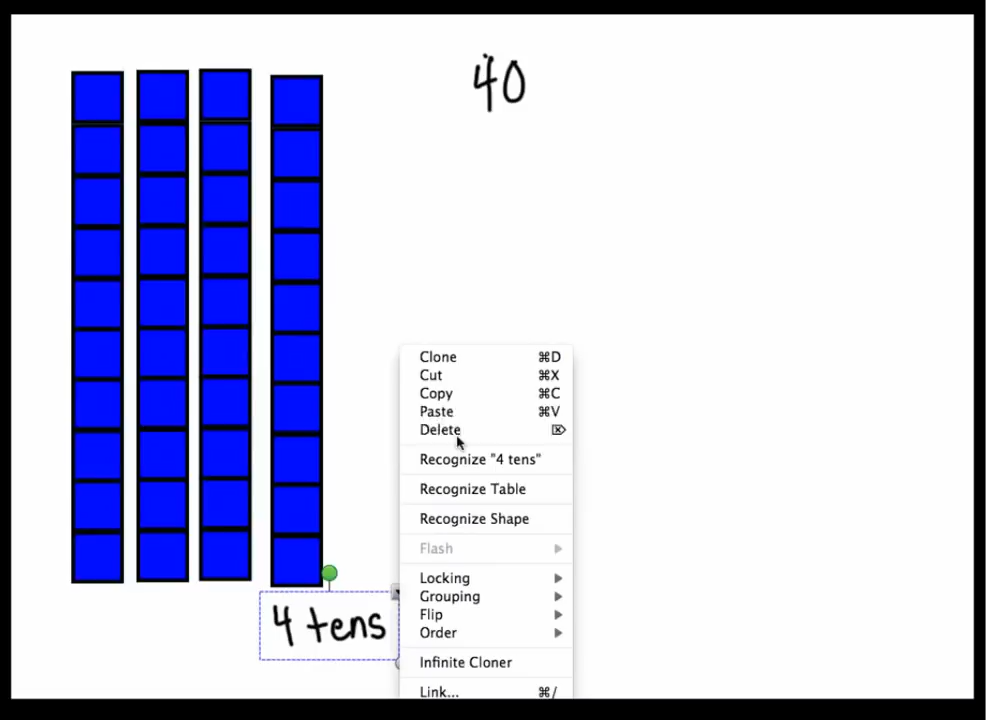 40
Clone ⌘D
Cut ⌘X
Copy ⌘C
Paste ⌘V
Delete ⌦
Recognize "4 tens"
Recognize Table
Recognize Shape
Flash
Locking
Grouping
Flip
Order
Infinite Cloner
Link... ⌘/
4 tens